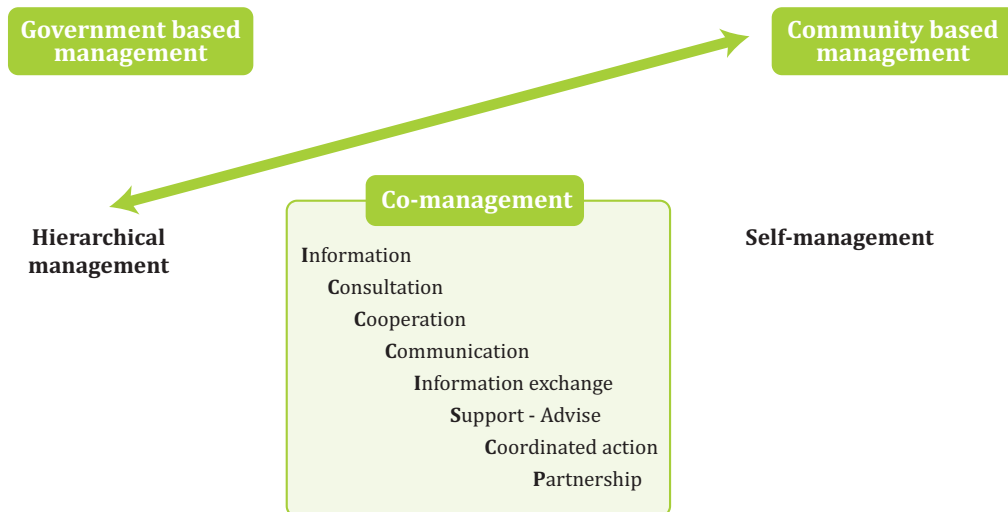 Government based
management
Community based
management
Co-management
Hierarchical
management
Self-management
Information
Consultation
Cooperation
Communication
Information exchange
Support - Advise
Coordinated action
Partnership